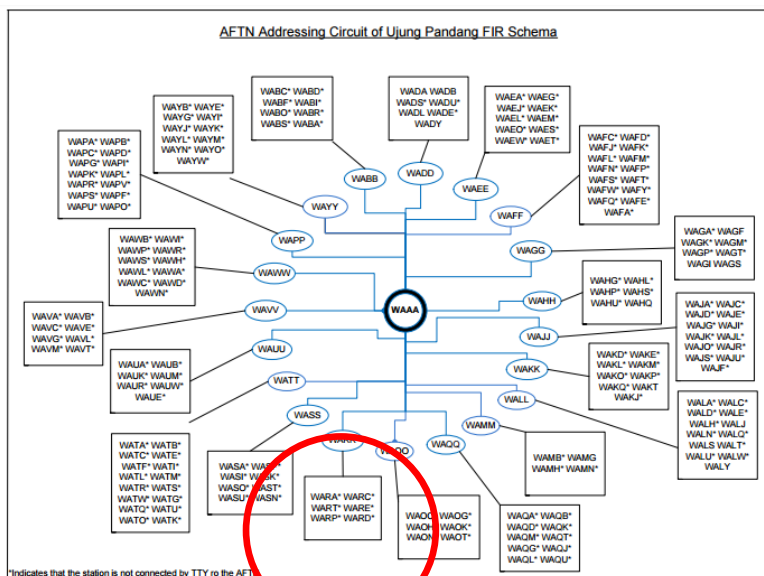 AFTN Addressing Circuit of Ujung Pandang FIR Schema
WABC* WABD*
WABF* WABI*
WABO* WABR*
WABS* WABA*
WADA WADB
WADS* WADU*
WADL WADE*
WADY
WAEA* WAEG*
WAEJ* WAEK*
WAEL* WAEM*
WAEO* WAES*
WAEW* WAET*
WAYB* WAYE*
WAYG* WAYI*
WAYJ* WAYK*
WAYL* WAYM*
WAYN* WAYO*
WAYW*
WAFC* WAFD*
WAFJ* WAFK*
WAFL* WAFM*
WAFN* WAFP*
WAFS* WAFT*
WAFW* WAFY*
WAFQ* WAFE*
WAFA*
WAPA* WAPB*
WAPC* WAPD*
WAPG* WAPI*
WAPK* WAPL*
WAPR* WAPV*
WAPS* WAPF*
WAPU* WAPO*
WABB
WADD
WAEE
WAYY
WAFF
WAPP
WAGG
WAGA* WAGF
WAGK* WAGM*
WAGP* WAGT*
WAGI WAGS
WAWB* WAWI*
WAWP* WAWR*
WAWS* WAWH*
WAWL* WAWA*
WAWC* WAWD*
WAWN*
WAWW
WAHH
WAHG* WAHL*
WAHP* WAHS*
WAHU* WAHQ
WAVA* WAVB*
WAVC* WAVE*
WAVG* WAVL*
WAVM* WAVT*
WAVV
WAAA
WAJJ
WAJA* WAJC*
WAJD* WAJE*
WAJG* WAJI*
WAJK* WAJL*
WAJO* WAJR*
WAJS* WAJU*
WAJF*
WAUU
WAUA* WAUB*
WAUK* WAUM*
WAUR* WAUW*
WAUE*
WAKK
WAKD* WAKE*
WAKL* WAKM*
WAKO* WAKP*
WAKQ* WAKT
WAKJ*
WATT
WALL
WALA* WALC*
WALD* WALE*
WALH* WALJ
WALN* WALQ*
WALS WALT*
WALU* WALW*
WALY
WASS
WAMM
WAMB* WAMG
WAMH* WAMN*
WAQQ
WATA* WATB*
WATC* WATE*
WATF* WATI*
WATL* WATM*
WATR* WATS*
WATW* WATG*
WATQ* WATU*
WATO* WATK*
WASA*
WASI*
WASO* WAST*
WASU* WASN*
WARA* WARC*
WART* WARE*
WARP* WARD*
WAOG*
WAOK*
WAOT*
WAQA* WAQB*
WAQD* WAQK*
WAQM* WAQT*
WAQG* WAQJ*
WAQL* WAQU*
*Indicates that the station is not connected by TTY ro the